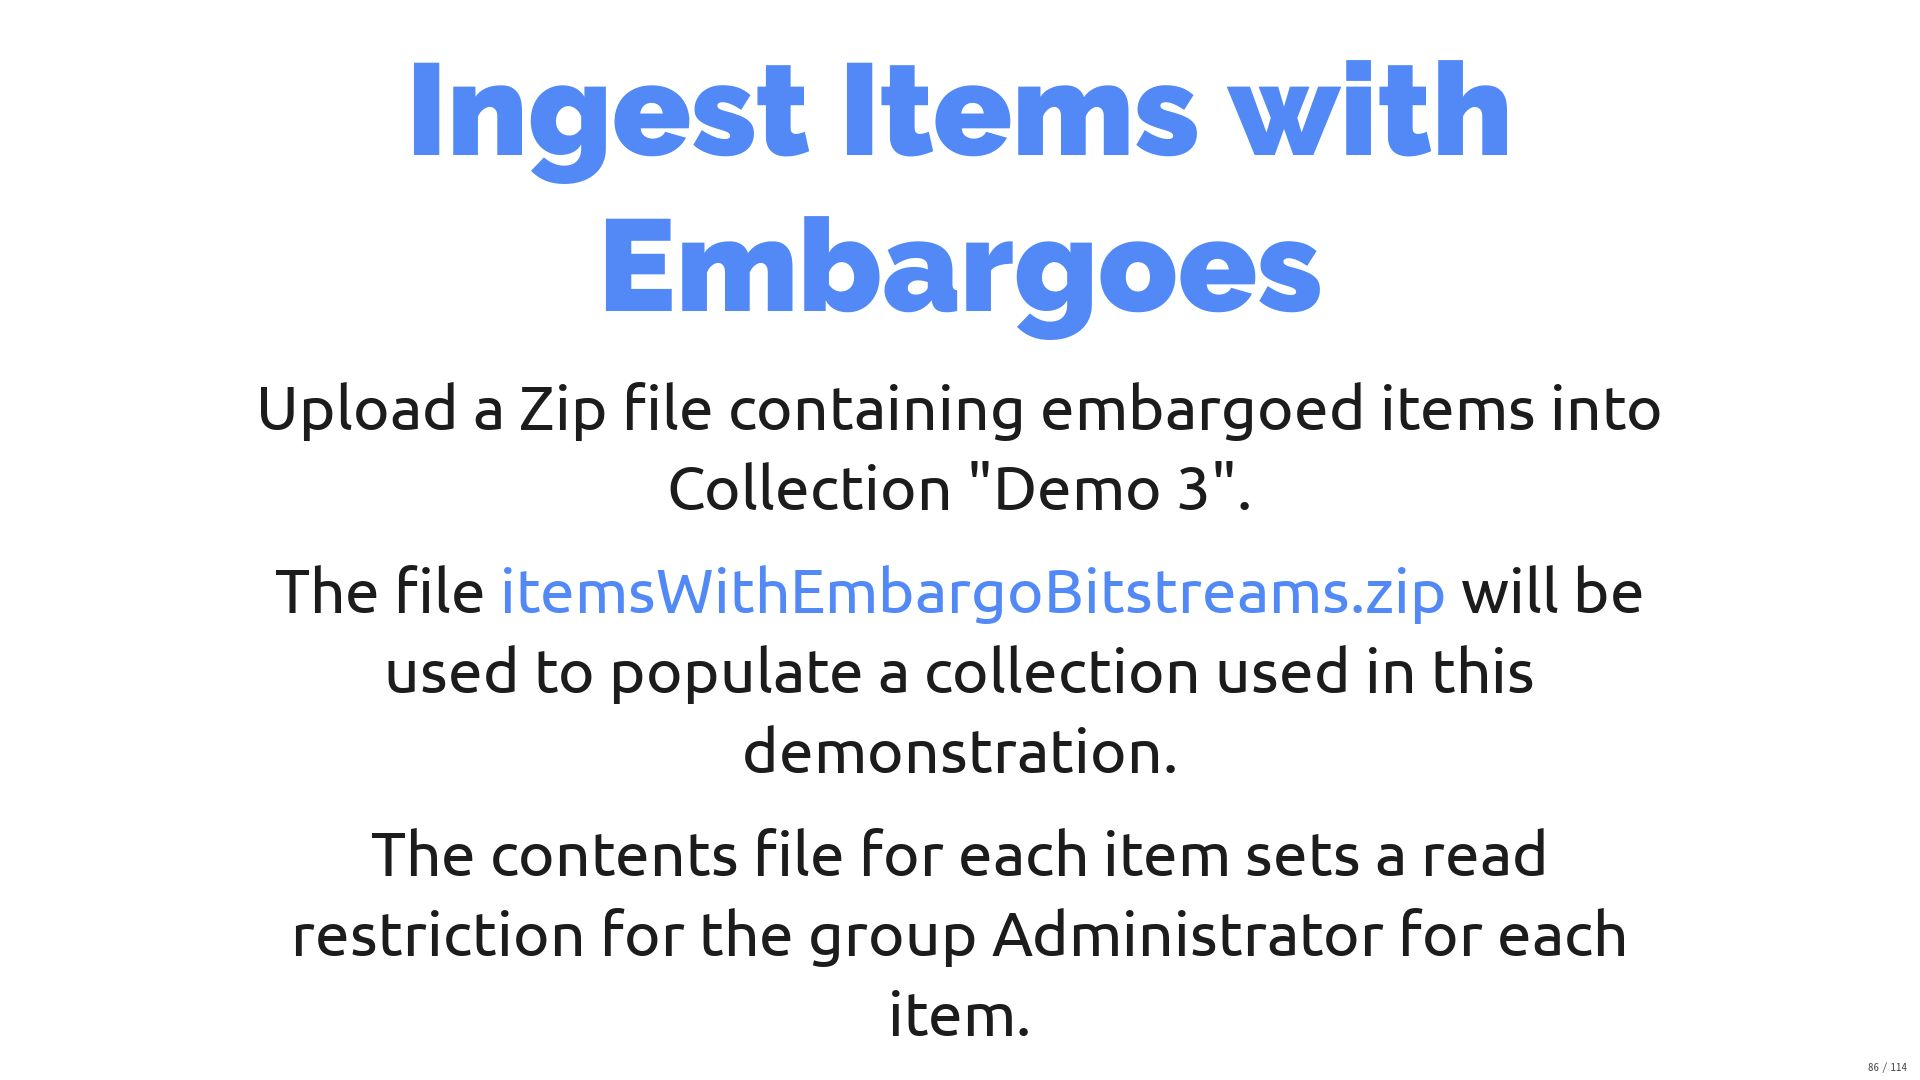 Ingest Items with
Embargoes
Upload a Zip file containing embargoed items into
Collection "Demo 3".
The file itemsWithEmbargoBitstreams.zip will be
used to populate a collection used in this
demonstration.
The contents file for each item sets a read
restriction for the group Administrator for each
item.
86 / 114